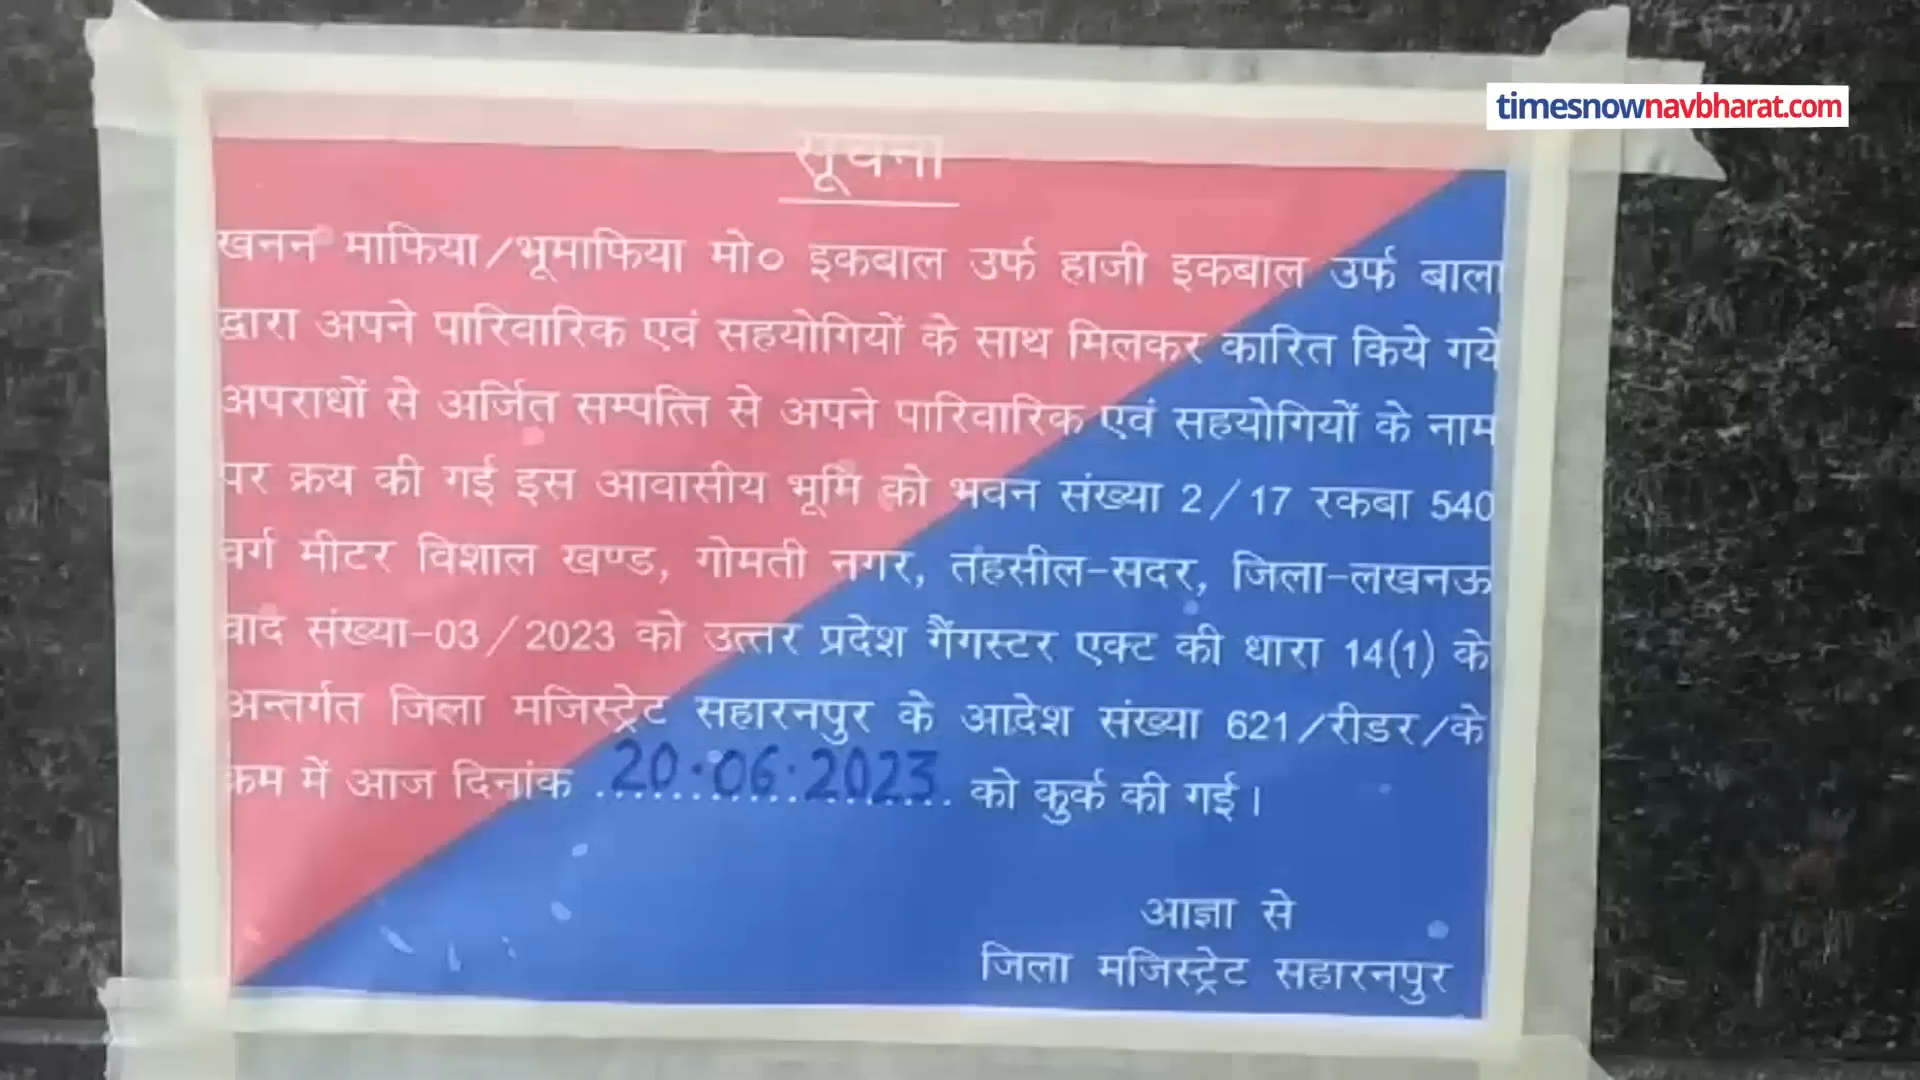 timesnownavbharat.com
सूचना
खनन माफिया/भूमाफिया मो० इकबाल उर्फ हाजी इकबाल उर्फ बाला
द्वारा अपने पारिवारिक एवं सहयोगियों के साथ मिलकर कारित किये गये
अपराधों से अर्जित सम्पत्ति से अपने पारिवारिक एवं सहयोगियों के नाम
पर क्रय की गई इस आवासीय भूमि को भवन संख्या 2/17 रकबा 540
वर्ग मीटर विशाल खण्ड, गोमती नगर, तहसील-सदर, जिला-लखनऊ
वाद संख्या-03/2023 को उत्तर प्रदेश गैंगस्टर एक्ट की धारा 14(1) के
अन्तर्गत जिला मजिस्ट्रेट सहारनपुर के आदेश संख्या 621/रीडर/के
क्रम में आज दिनांक 20.06.2023 को कुर्क की गई।
आज्ञा से
जिला मजिस्ट्रेट सहारनपुर